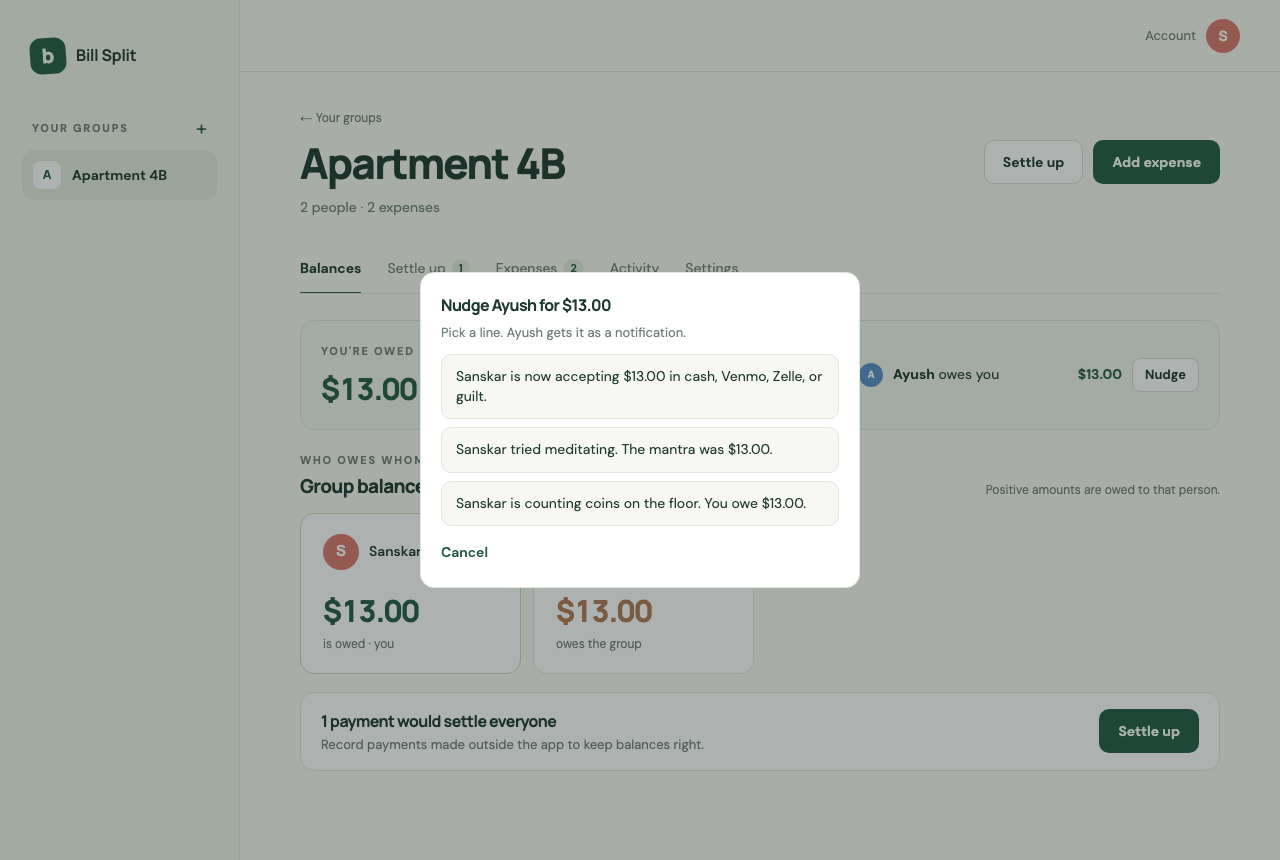 b Bill Split
Account S
YOUR GROUPS +
A Apartment 4B
← Your groups
Apartment 4B
Settle up
Add expense
2 people · 2 expenses
Balances Settle up 1 Expenses 2 Activity Settings
Nudge Ayush for $13.00
Pick a line. Ayush gets it as a notification.
Sanskar is now accepting $13.00 in cash, Venmo, Zelle, or
guilt.
Sanskar tried meditating. The mantra was $13.00.
Sanskar is counting coins on the floor. You owe $13.00.
Cancel
YOU'RE OWED
$13.00
A Ayush owes you $13.00 Nudge
WHO OWES WHOM
Group balance
Positive amounts are owed to that person.
S Sanskar
$13.00
is owed · you
$13.00
owes the group
1 payment would settle everyone
Record payments made outside the app to keep balances right.
Settle up